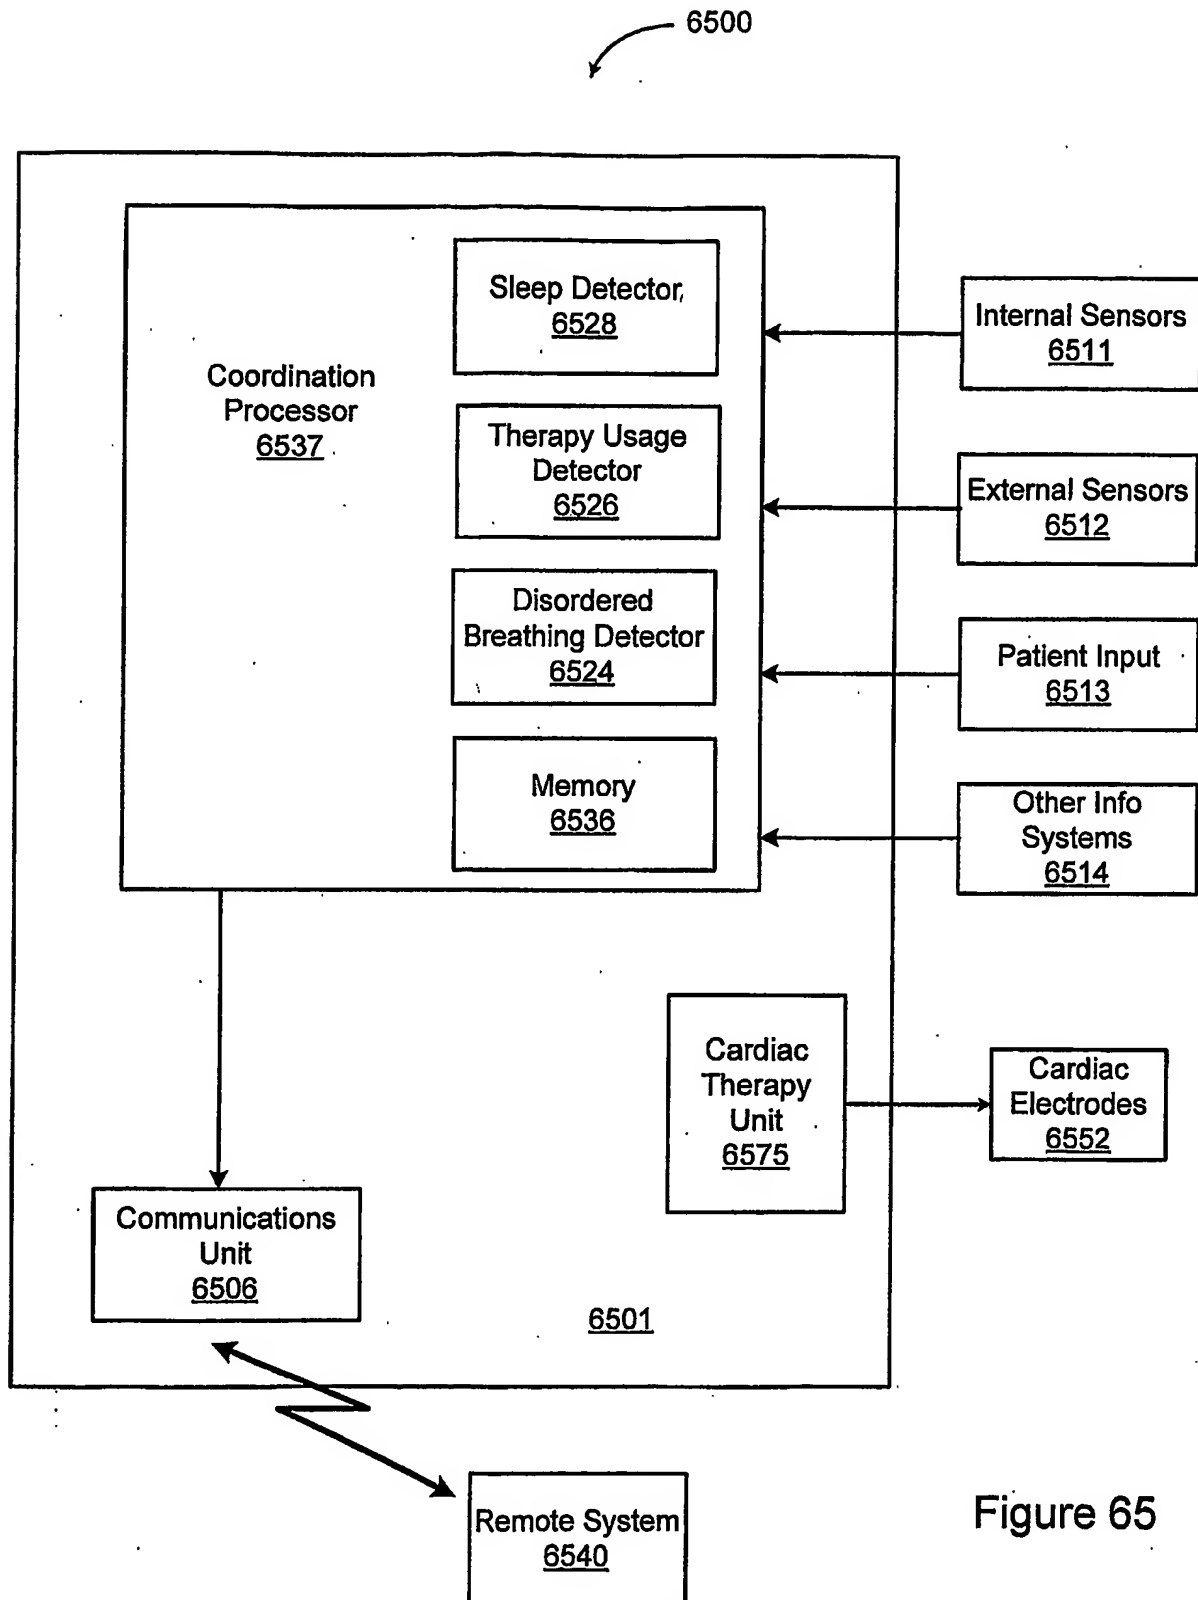 6500
Sleep Detector
6528
Coordination
Processor
6537
Therapy Usage
Detector
6526
Disordered
Breathing Detector
6524
Memory
6536
Internal Sensors
6511
External Sensors
6512
Patient Input
6513
Other Info
Systems
6514
Cardiac
Therapy
Unit
6575
Cardiac
Electrodes
6552
Communications
Unit
6506
6501
Remote System
6540
Figure 65